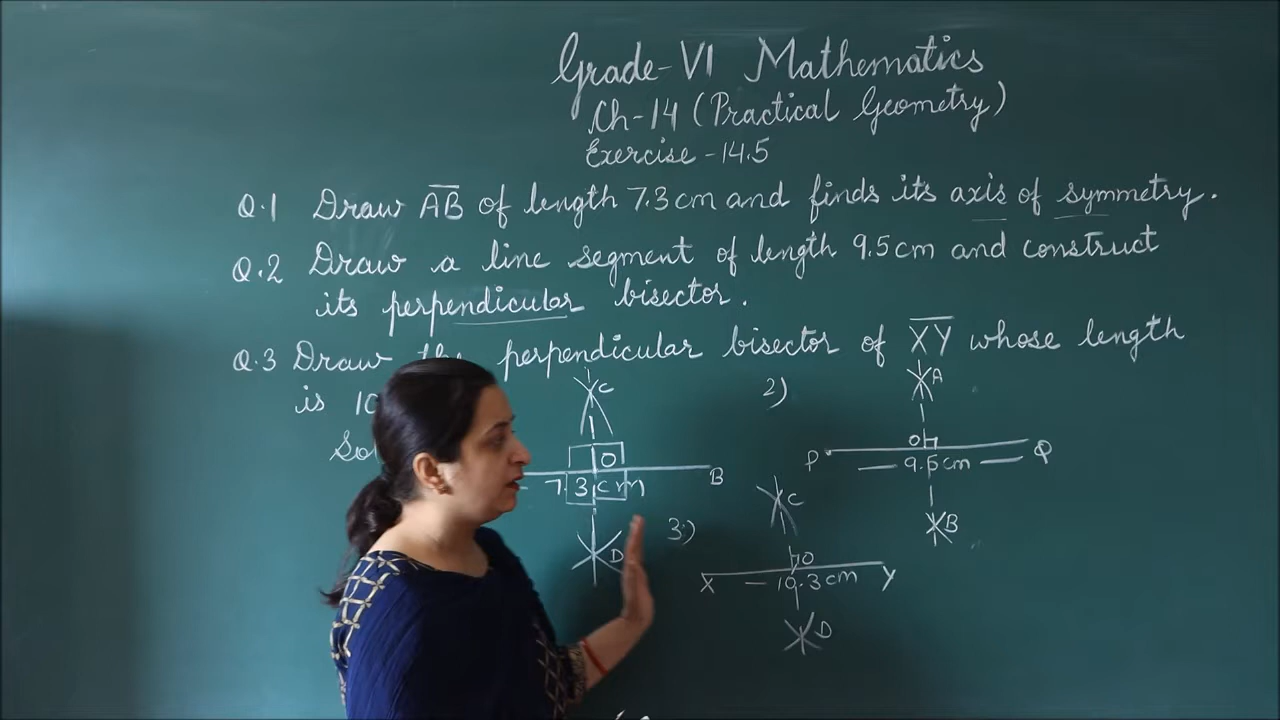 Grade-VI Mathematics
Ch-14 (Practical Geometry)
Exercise -14.5
Q.1 Draw AB of length 7.3cm and finds its axis of symmetry.
Q.2 Draw a line segment of length 9.5cm and construct
its perpendicular bisector.
Q.3 Draw the perpendicular bisector of XY whose length
is 10
C
O
B
7.3cm
D
2)
A
O
P
Q
9.5cm
B
3)
C
O
X
Y
10.3cm
D